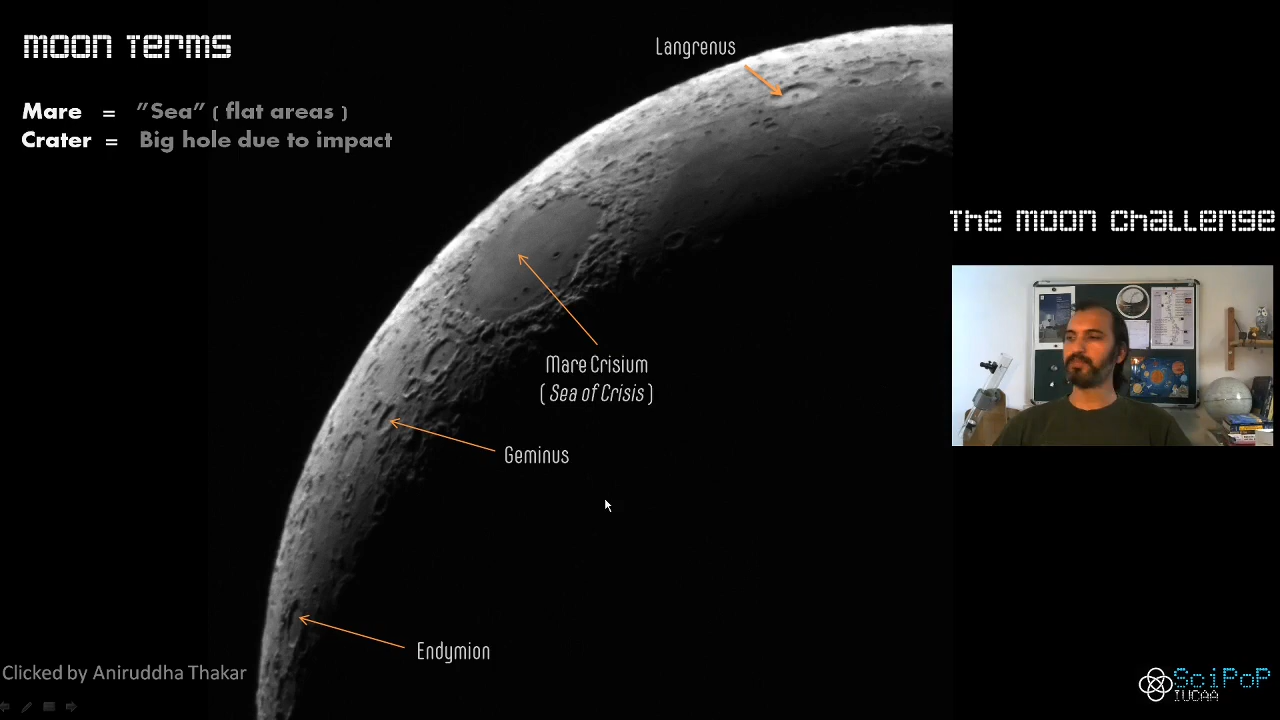 Moon Terms
Mare = "Sea" ( flat areas )
Crater = Big hole due to impact
Langrenus
The Moon Challenge
Mare Crisium
( Sea of Crisis )
Geminus
Endymion
Clicked by Aniruddha Thakar
SciPoP
IUCAA